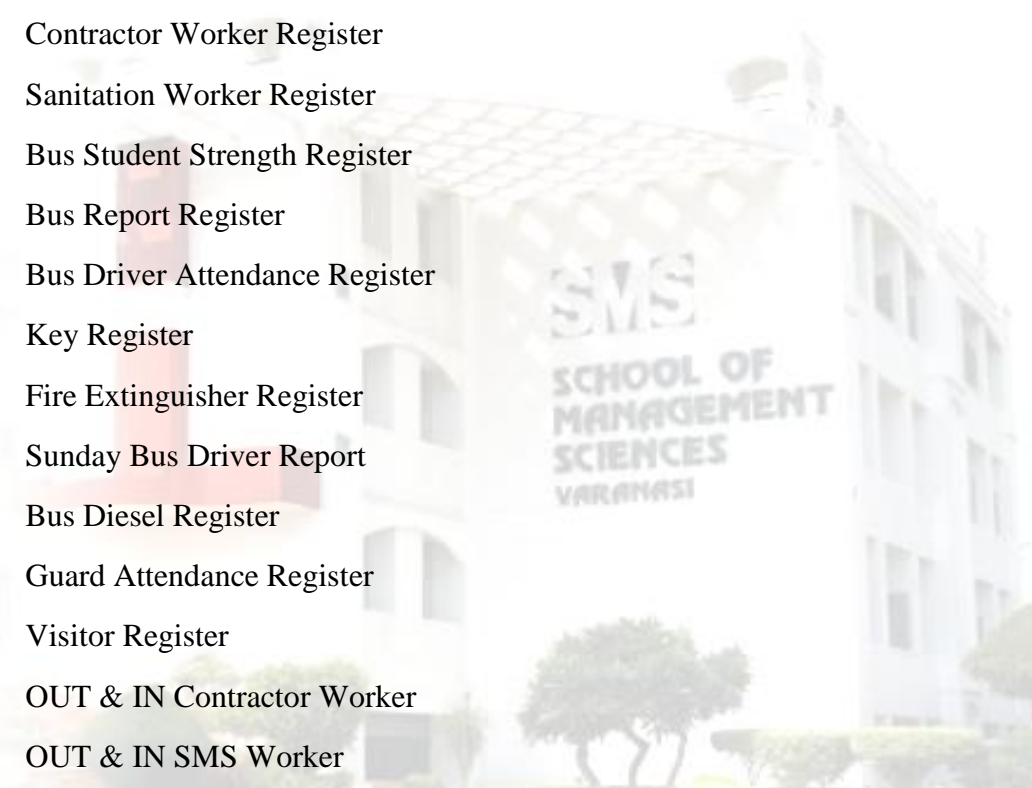 Contractor Worker Register
Sanitation Worker Register
Bus Student Strength Register
Bus Report Register
Bus Driver Attendance Register
Key Register
Fire Extinguisher Register
Sunday Bus Driver Report
Bus Diesel Register
Guard Attendance Register
Visitor Register
OUT & IN Contractor Worker
OUT & IN SMS Worker
SMS
SCHOOL OF
MANAGEMENT
SCIENCES
VARANASI